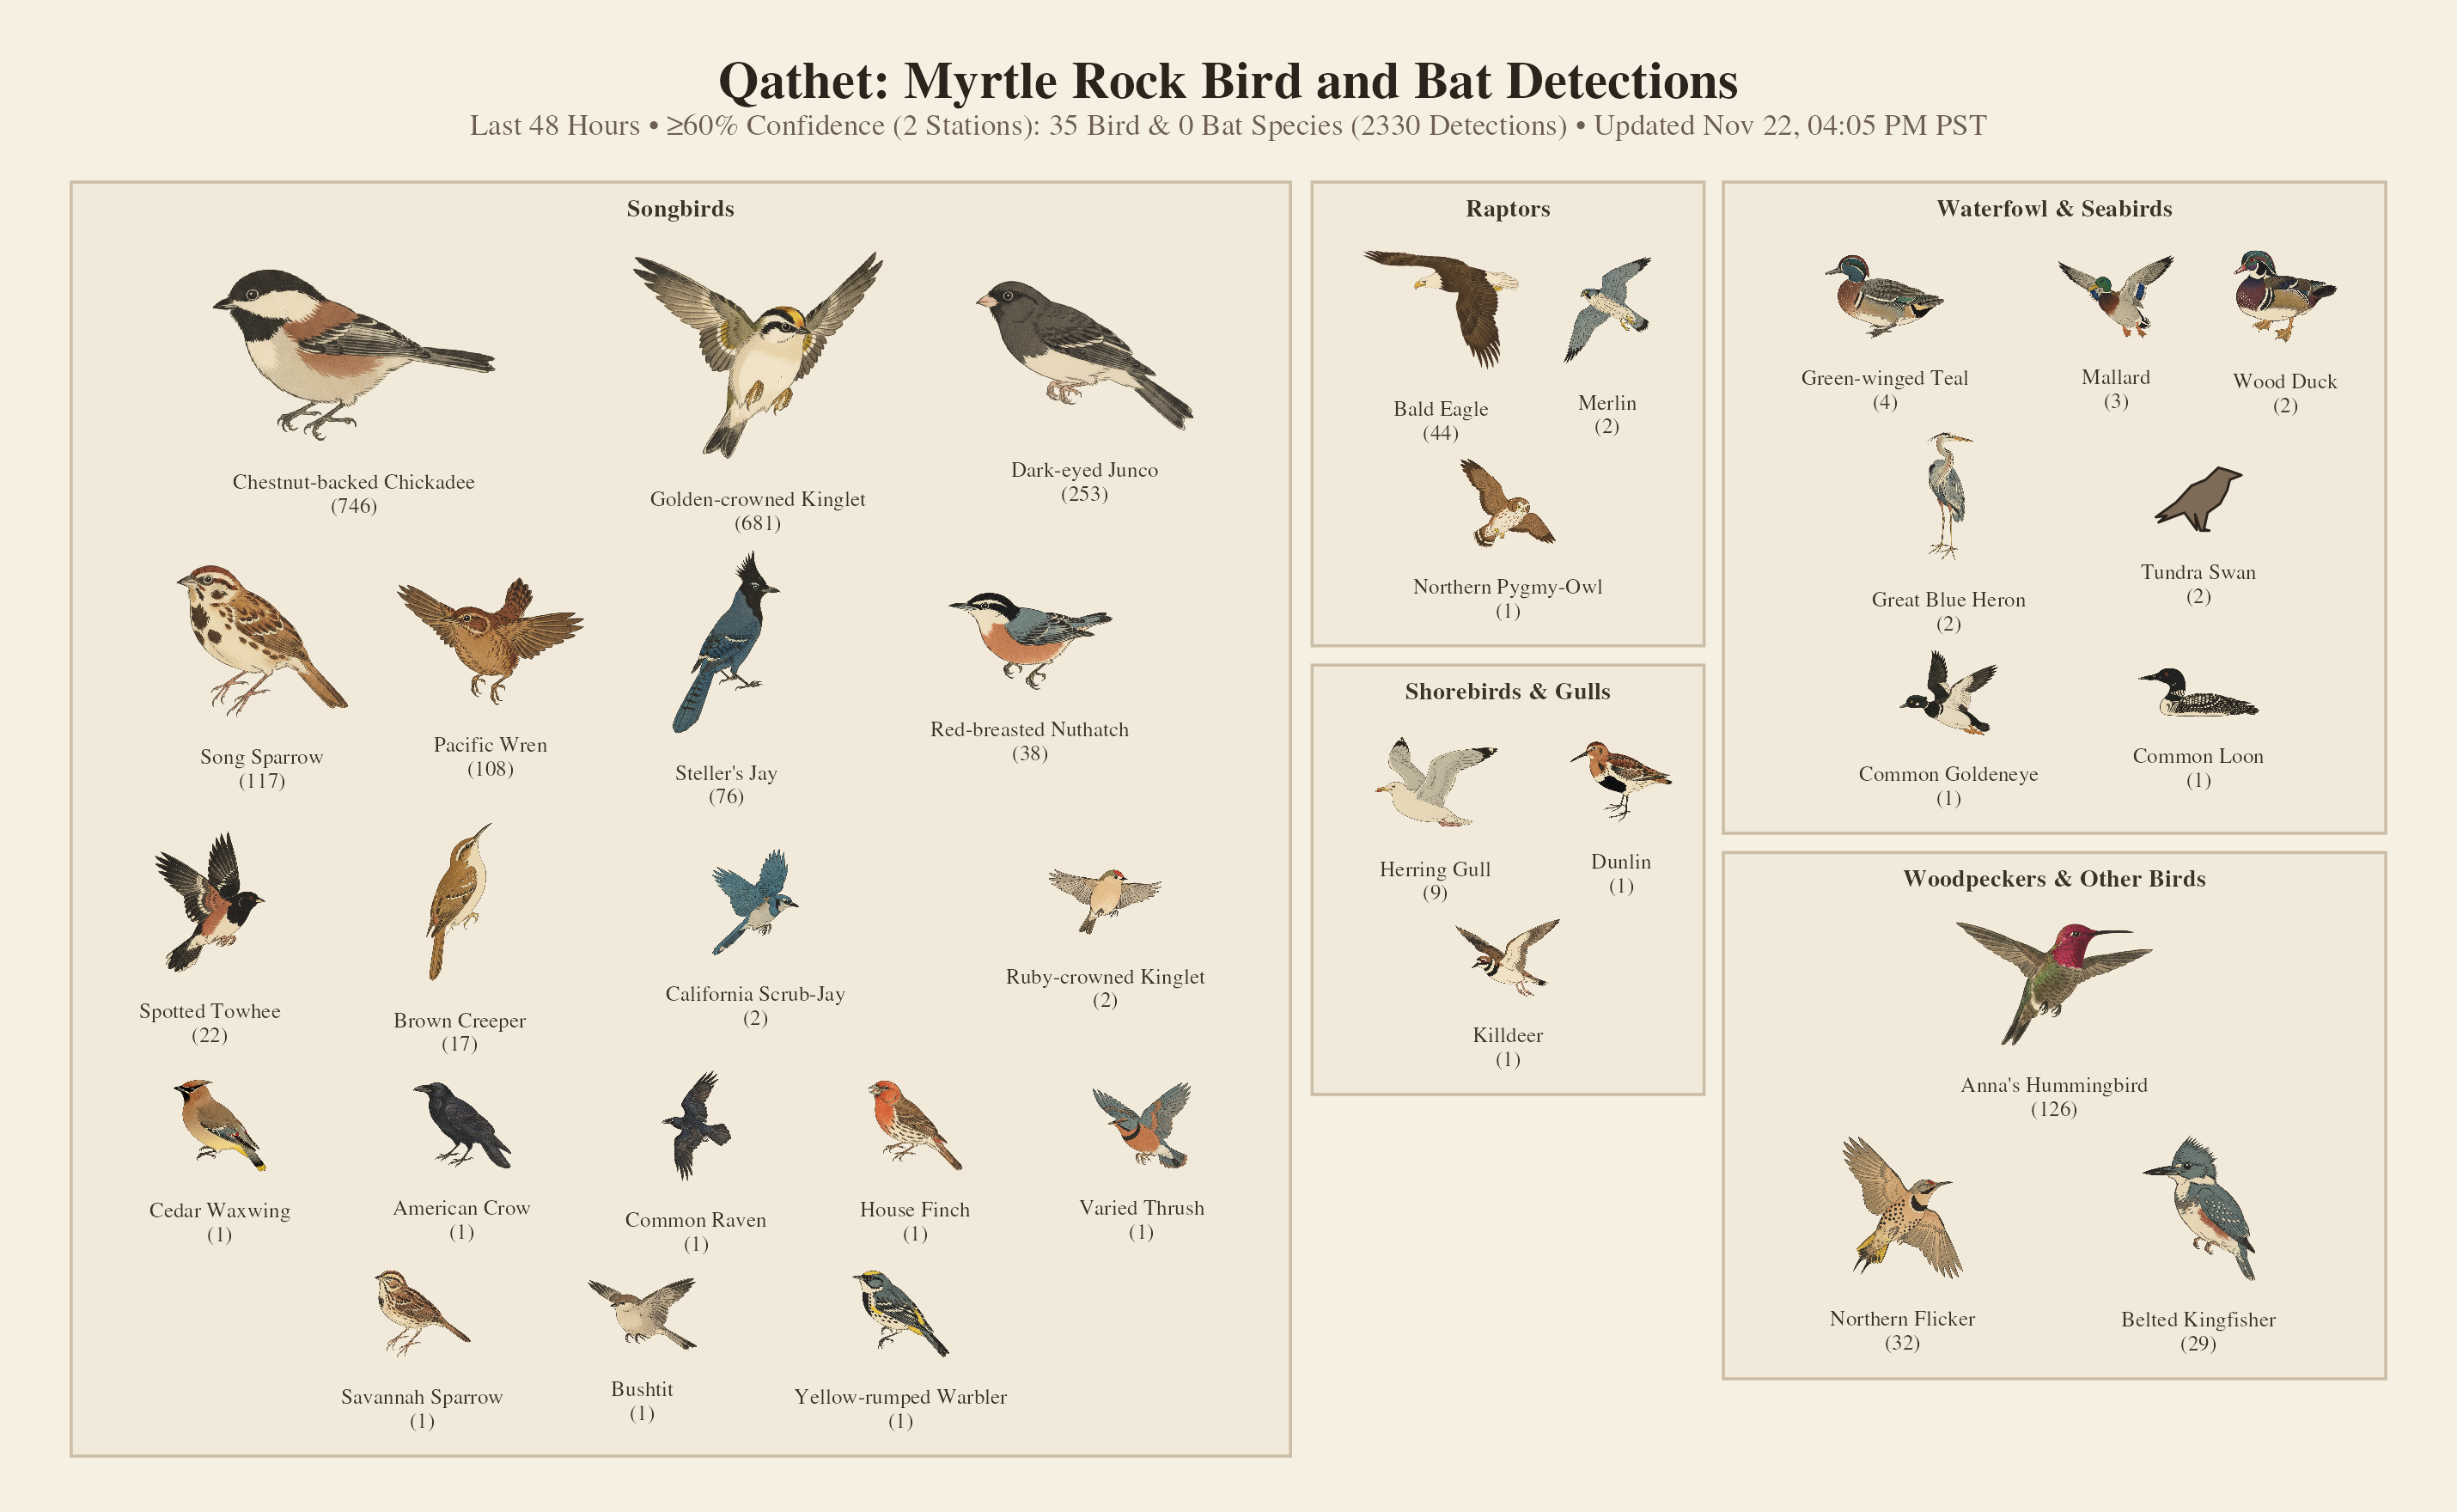 Qathet: Myrtle Rock Bird and Bat Detections
Last 48 Hours • ≥60% Confidence (2 Stations): 35 Bird & 0 Bat Species (2330 Detections) • Updated Nov 22, 04:05 PM PST
Songbirds
Chestnut-backed Chickadee
(746)
Golden-crowned Kinglet
(681)
Dark-eyed Junco
(253)
Song Sparrow
(117)
Pacific Wren
(108)
Steller's Jay
(76)
Red-breasted Nuthatch
(38)
Spotted Towhee
(22)
Brown Creeper
(17)
California Scrub-Jay
(2)
Ruby-crowned Kinglet
(2)
Cedar Waxwing
(1)
American Crow
(1)
Common Raven
(1)
House Finch
(1)
Varied Thrush
(1)
Savannah Sparrow
(1)
Bushtit
(1)
Yellow-rumped Warbler
(1)
Raptors
Bald Eagle
(44)
Merlin
(2)
Northern Pygmy-Owl
(1)
Shorebirds & Gulls
Herring Gull
(9)
Dunlin
(1)
Killdeer
(1)
Waterfowl & Seabirds
Green-winged Teal
(4)
Mallard
(3)
Wood Duck
(2)
Great Blue Heron
(2)
Tundra Swan
(2)
Common Goldeneye
(1)
Common Loon
(1)
Woodpeckers & Other Birds
Anna's Hummingbird
(126)
Northern Flicker
(32)
Belted Kingfisher
(29)